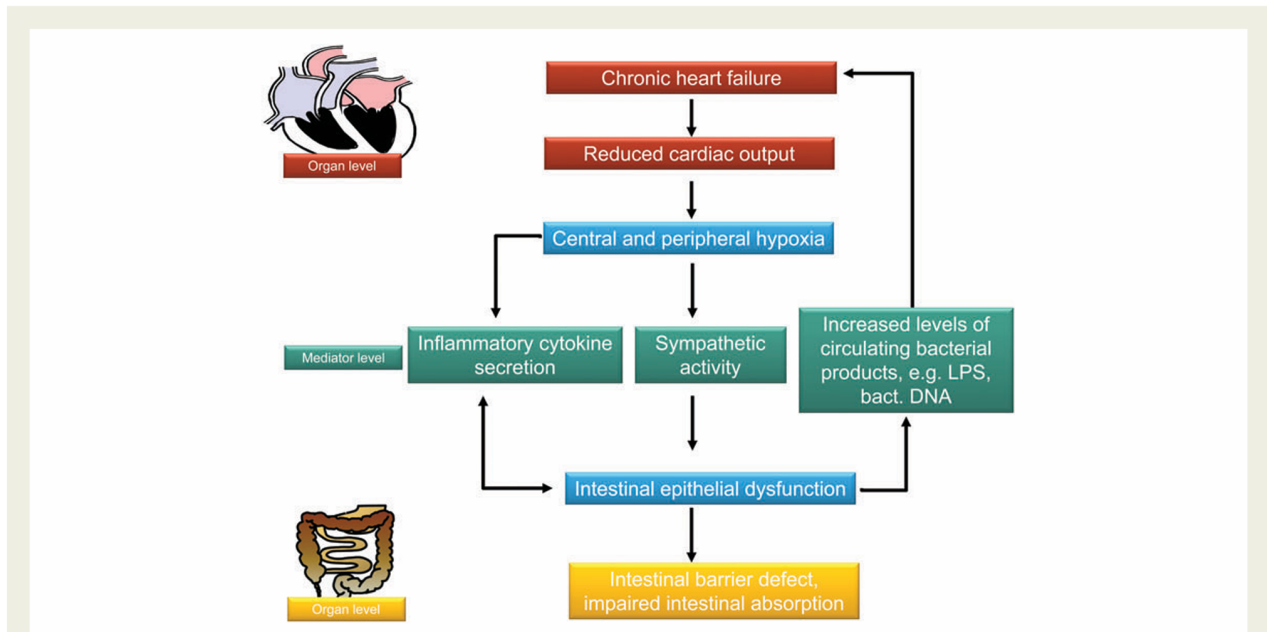 Chronic heart failure
Organ level
Reduced cardiac output
Central and peripheral hypoxia
Mediator level
Inflammatory cytokine
secretion
Sympathetic
activity
Increased levels of
circulating bacterial
products, e.g. LPS,
bact. DNA
Intestinal epithelial dysfunction
Organ level
Intestinal barrier defect,
impaired intestinal absorption